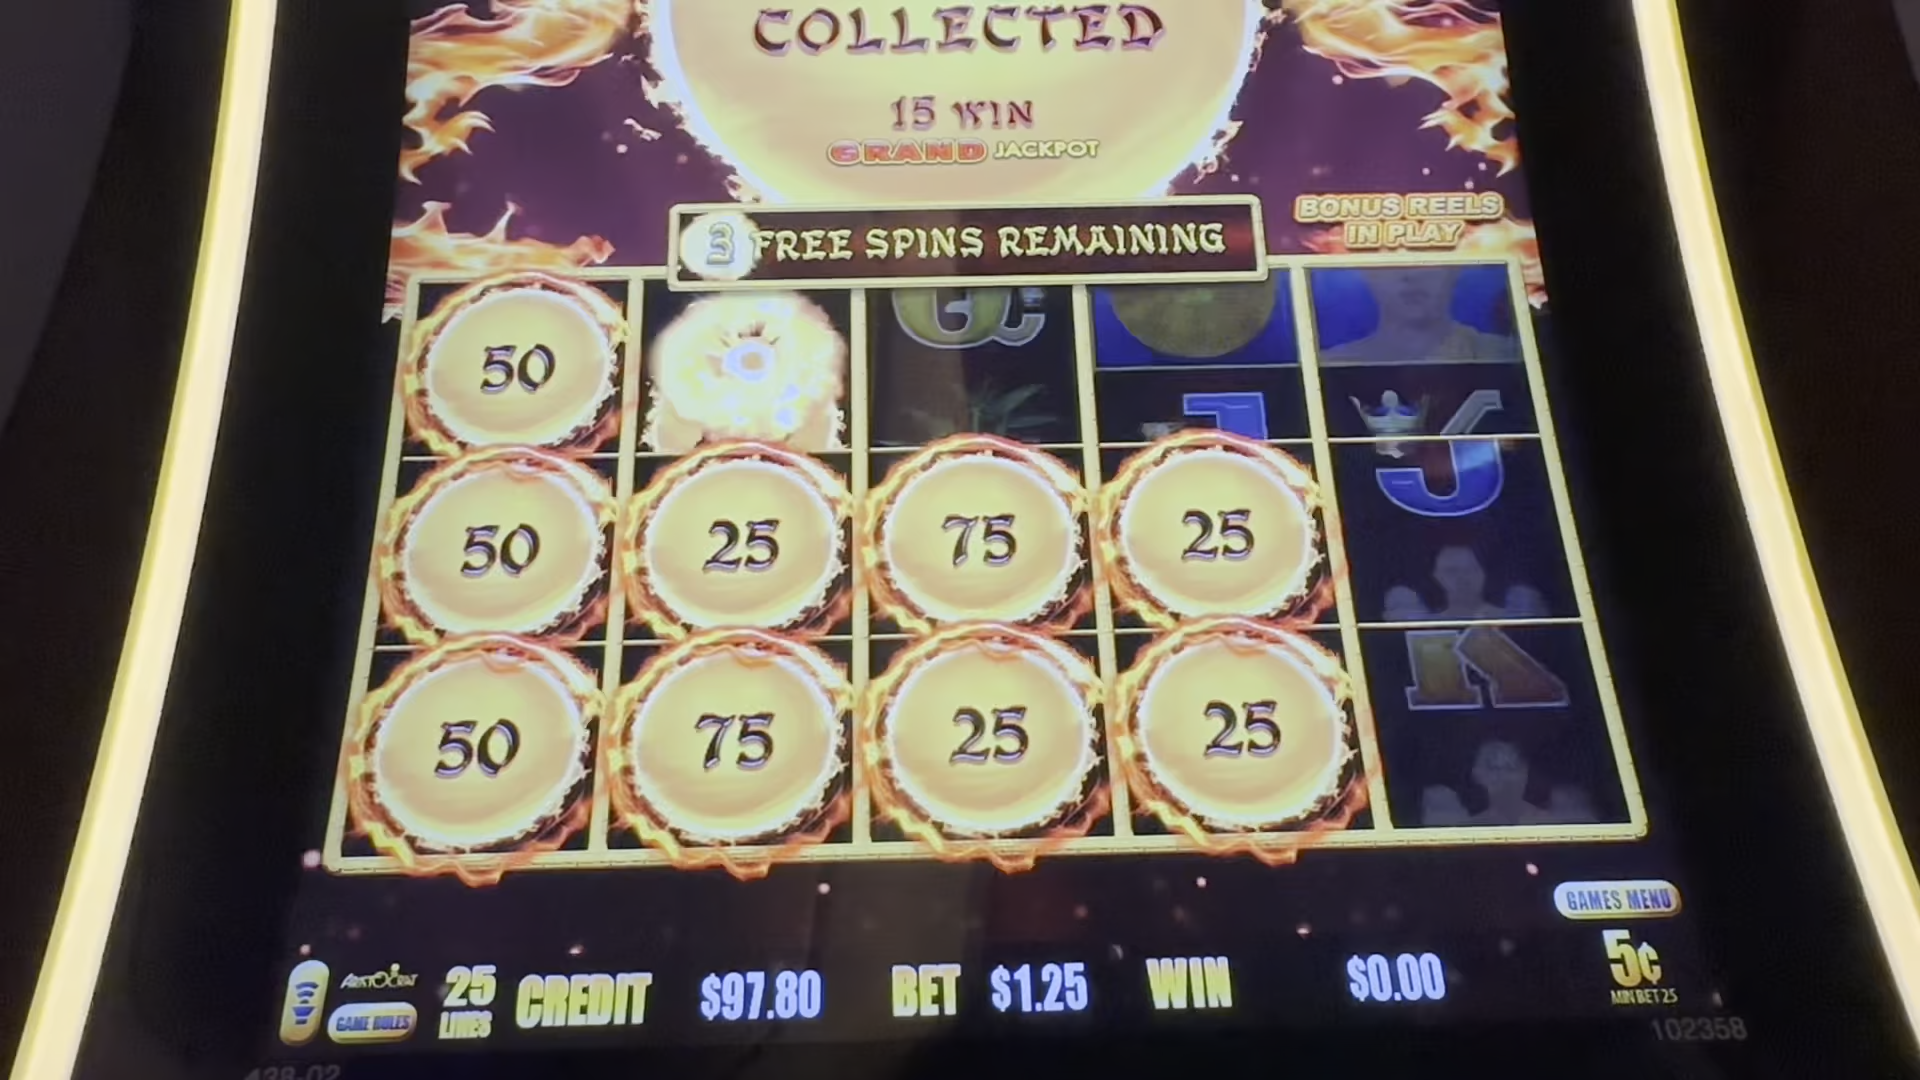 COLLECTED
15 WIN
GRAND JACKPOT
3 FREE SPINS REMAINING
BONUS REELS
IN PLAY
50
Q
J
50
25
75
25
J
50
75
25
25
K
GAMES MENU
ARISTOCRAT
GAME RULES
25
LINES
CREDIT $97.80
BET $1.25
WIN $0.00
5¢
MIN BET 25
102358